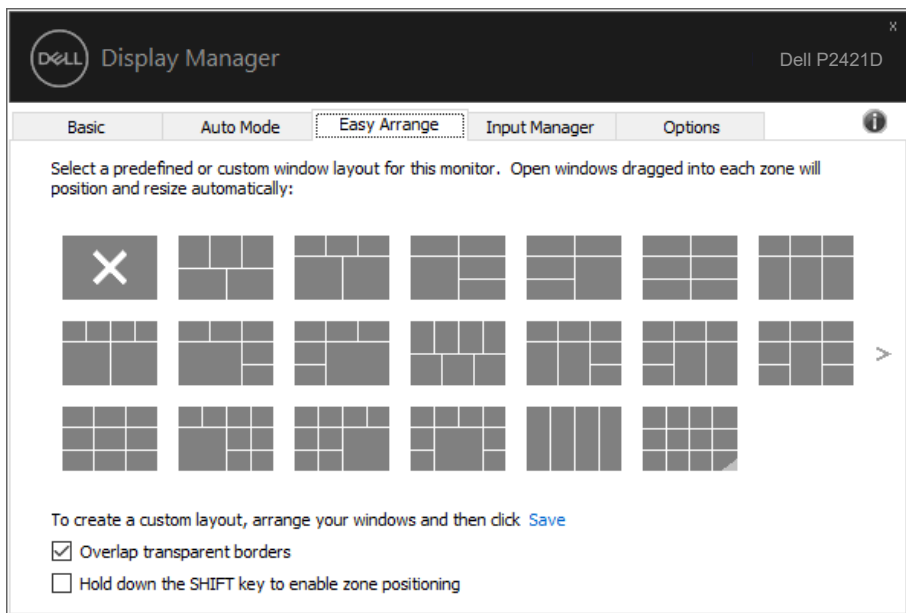 x
DELL Display Manager
Dell P2421D
Basic Auto Mode Easy Arrange Input Manager Options
Select a predefined or custom window layout for this monitor. Open windows dragged into each zone will
position and resize automatically:
>
To create a custom layout, arrange your windows and then click Save
Overlap transparent borders
Hold down the SHIFT key to enable zone positioning